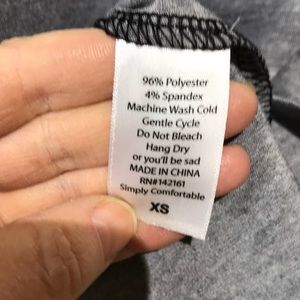 96% Polyester
4% Spandex
Machine Wash Cold
Gentle Cycle
Do Not Bleach
Hang Dry
or you'll be sad
MADE IN CHINA
RN#142161
Simply Comfortable
XS